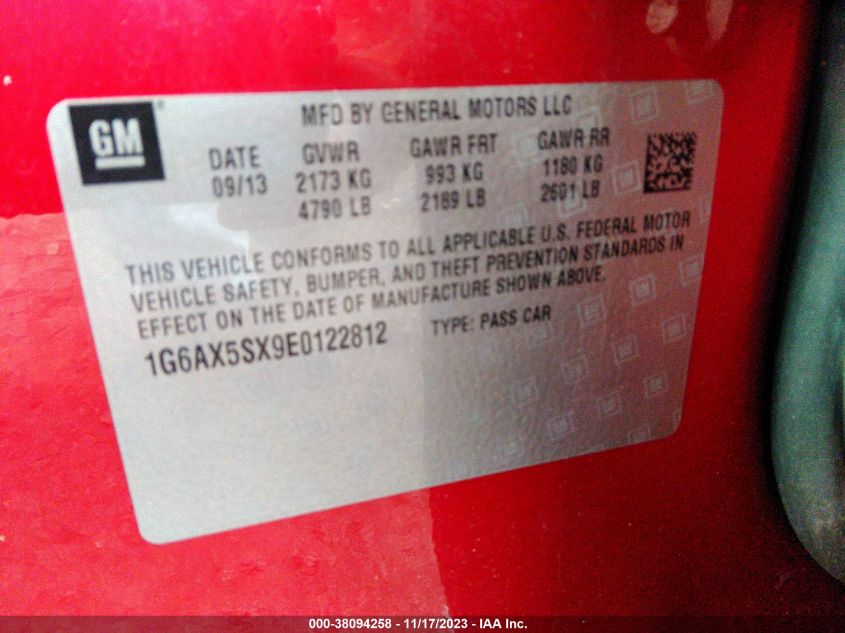 GM
MFD BY GENERAL MOTORS LLC
DATE GVWR GAWR FRT GAWR RR
09/13 2173 KG 993 KG 1180 KG
4790 LB 2189 LB 2601 LB
THIS VEHICLE CONFORMS TO ALL APPLICABLE U.S. FEDERAL MOTOR
VEHICLE SAFETY, BUMPER, AND THEFT PREVENTION STANDARDS IN
EFFECT ON THE DATE OF MANUFACTURE SHOWN ABOVE.
1G6AX5SX9E0122812 TYPE: PASS CAR
000-38094258 - 11/17/2023 - IAA Inc.